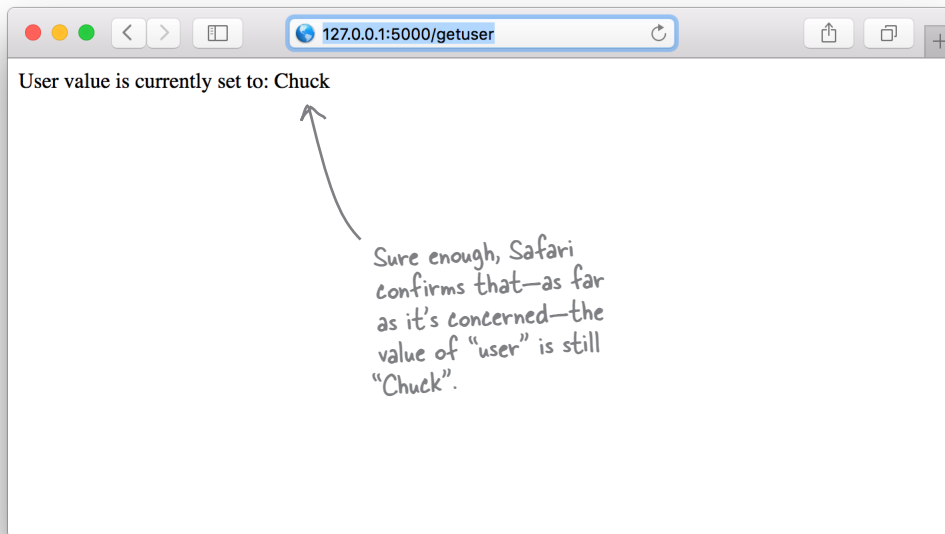 127.0.0.1:5000/getuser
User value is currently set to: Chuck
Sure enough, Safari
confirms that—as far
as it's concerned—the
value of “user” is still
“Chuck”.